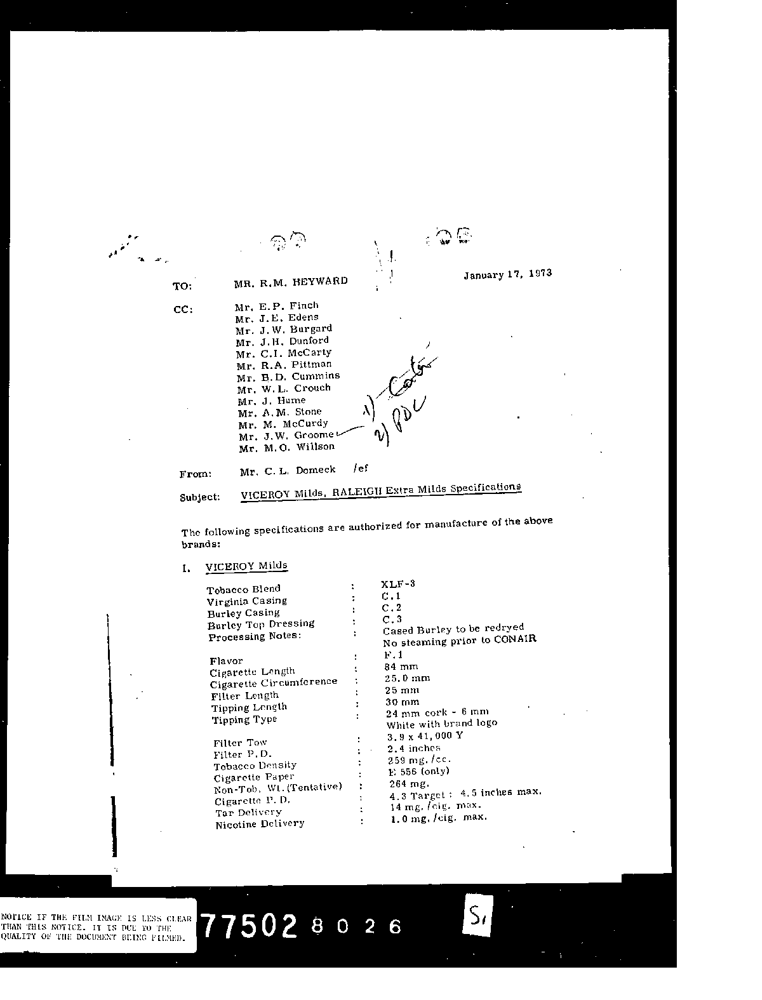 January 17, 1973
TO: MR. R.M. HEYWARD
CC: Mr. E.P. Finch
Mr. J.E. Edens
Mr. J.W. Burgard
Mr. J.H. Dunford
Mr. C.I. McCarty
Mr. R.A. Pittman
Mr. B.D. Cummins
Mr. W.L. Crouch
Mr. J. Hume
Mr. A.M. Stone
Mr. M. McCurdy
Mr. J.W. Groome
Mr. M.O. Willson
1)
2) PDC
From: Mr. C. L. Domeck /ef
Subject: VICEROY Milds, RALEIGH Extra Milds Specifications
The following specifications are authorized for manufacture of the above
brands:
I. VICEROY Milds
Tobacco Blend : XLF-3
Virginia Casing : C.1
Burley Casing : C.2
Burley Top Dressing : C.3
Processing Notes: : Cased Burley to be redryed
No steaming prior to CONAIR
Flavor : F.1
Cigarette Length : 84 mm
Cigarette Circumference : 25.0 mm
Filter Length : 25 mm
Tipping Length : 30 mm
Tipping Type : 24 mm cork - 6 mm
White with brand logo
Filter Tow : 3.9 x 41,000 Y
Filter P.D. : 2.4 inches
Tobacco Density : 259 mg./cc.
Cigarette Paper : E 556 (only)
Non-Tob. Wt. (Tentative) : 264 mg.
Cigarette P. D. : 4.3 Target : 4.5 inches max.
Tar Delivery : 14 mg./cig. max.
Nicotine Delivery : 1.0 mg./cig. max.
NOTICE IF THE FILM IMAGE IS LESS CLEAR
THAN THIS NOTICE, IT IS DUE TO THE
QUALITY OF THE DOCUMENT BEING FILMED.
77502 8026
S1